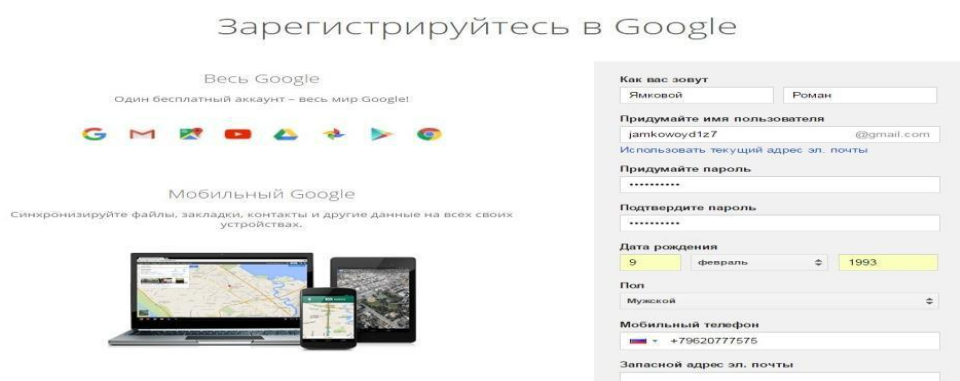 Зарегистрируйтесь в Google
Весь Google
Один бесплатный аккаунт – весь мир Google!
Мобильный Google
Синхронизируйте файлы, закладки, контакты и другие данные на всех своих
устройствах.
Как вас зовут
Ямковой Роман
Придумайте имя пользователя
jamkowoyd1z7 @gmail.com
Использовать текущий адрес эл. почты
Придумайте пароль
••••••••••
Подтвердите пароль
••••••••••
Дата рождения
9 февраль 1993
Пол
Мужской
Мобильный телефон
+79620777575
Запасной адрес эл. почты